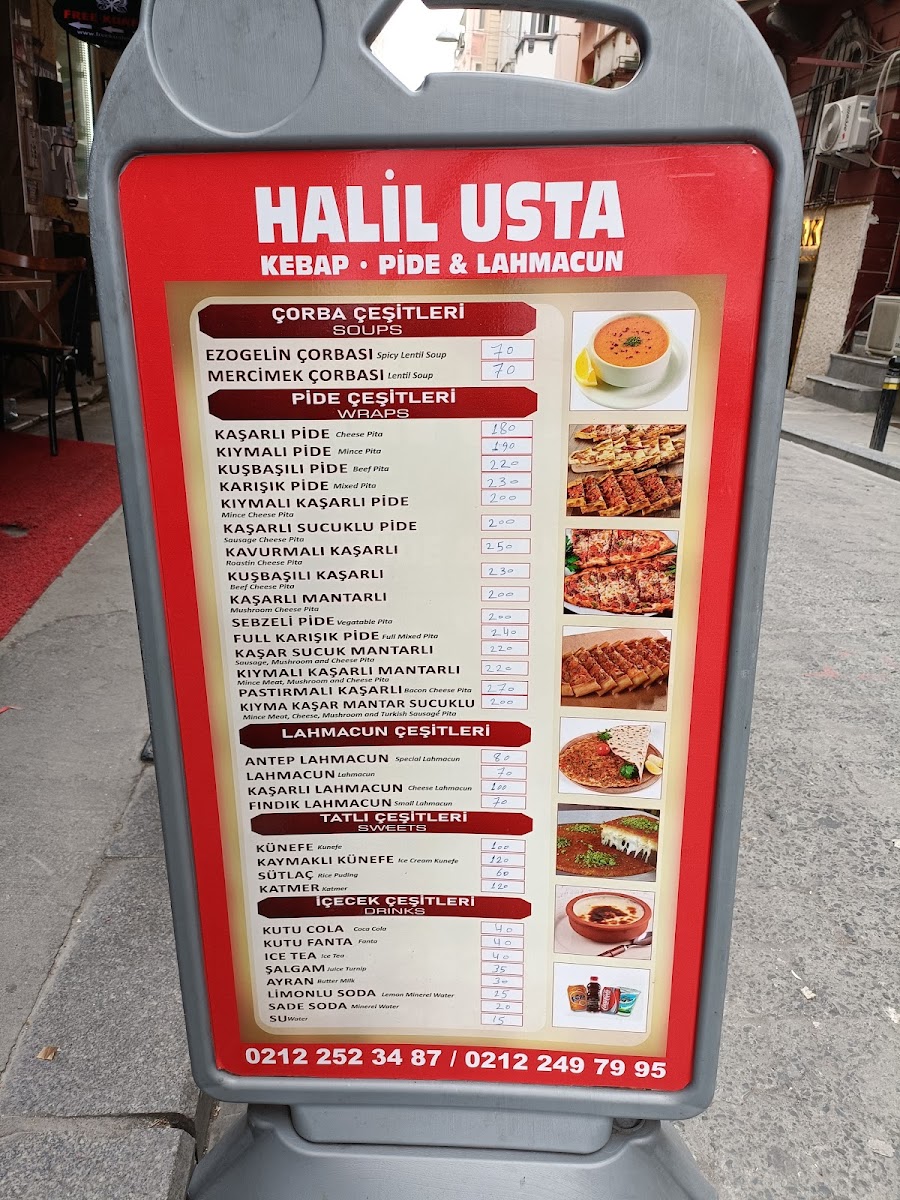 FREE
HALİL USTA
KEBAP • PİDE & LAHMACUN
ÇORBA ÇEŞİTLERİ
SOUPS
EZOGELİN ÇORBASI Spicy Lentil Soup 70
MERCİMEK ÇORBASI Lentil Soup 70
PİDE ÇEŞİTLERİ
WRAPS
KAŞARLI PİDE Cheese Pita 180
KIYMALI PİDE Mince Pita 190
KUŞBAŞILI PİDE Beef Pita 220
KARIŞIK PİDE Mixed Pita 230
KIYMALI KAŞARLI PİDE 200
Mince Cheese Pita
KAŞARLI SUCUKLU PİDE 200
Sausage Cheese Pita
KAVURMALI KAŞARLI 250
Roastin Cheese Pita
KUŞBAŞILI KAŞARLI 230
Beef Cheese Pita
KAŞARLI MANTARLI 200
Mushroom Cheese Pita
SEBZELİ PİDE Vegatable Pita 200
FULL KARIŞIK PİDE Full Mixed Pita 240
KAŞAR SUCUK MANTARLI 220
Sausage, Mushroom and Cheese Pita
KIYMALI KAŞARLI MANTARLI 220
Mince Meat, Mushroom and Cheese Pita
PASTIRMALI KAŞARLI Bacon Cheese Pita 270
KIYMA KAŞAR MANTAR SUCUKLU 200
Mince Meat, Cheese, Mushroom and Turkish Sausage Pita
LAHMACUN ÇEŞİTLERİ
ANTEP LAHMACUN Special Lahmacun 80
LAHMACUN Lahmacun 70
KAŞARLI LAHMACUN Cheese Lahmacun 100
FINDIK LAHMACUN Small Lahmacun 70
TATLI ÇEŞİTLERİ
SWEETS
KÜNEFE Kunefe 100
KAYMAKLI KÜNEFE Ice Cream Kunefe 120
SÜTLAÇ Rice Puding 60
KATMER Katmer 120
İÇECEK ÇEŞİTLERİ
DRINKS
KUTU COLA Coca Cola 40
KUTU FANTA Fanta 40
ICE TEA Ice Tea 40
ŞALGAM Juice Turnip 35
AYRAN Butter Milk 30
LİMONLU SODA Lemon Minerel Water 25
SADE SODA Minerel Water 20
SU Water 15
0212 252 34 87 / 0212 249 79 95